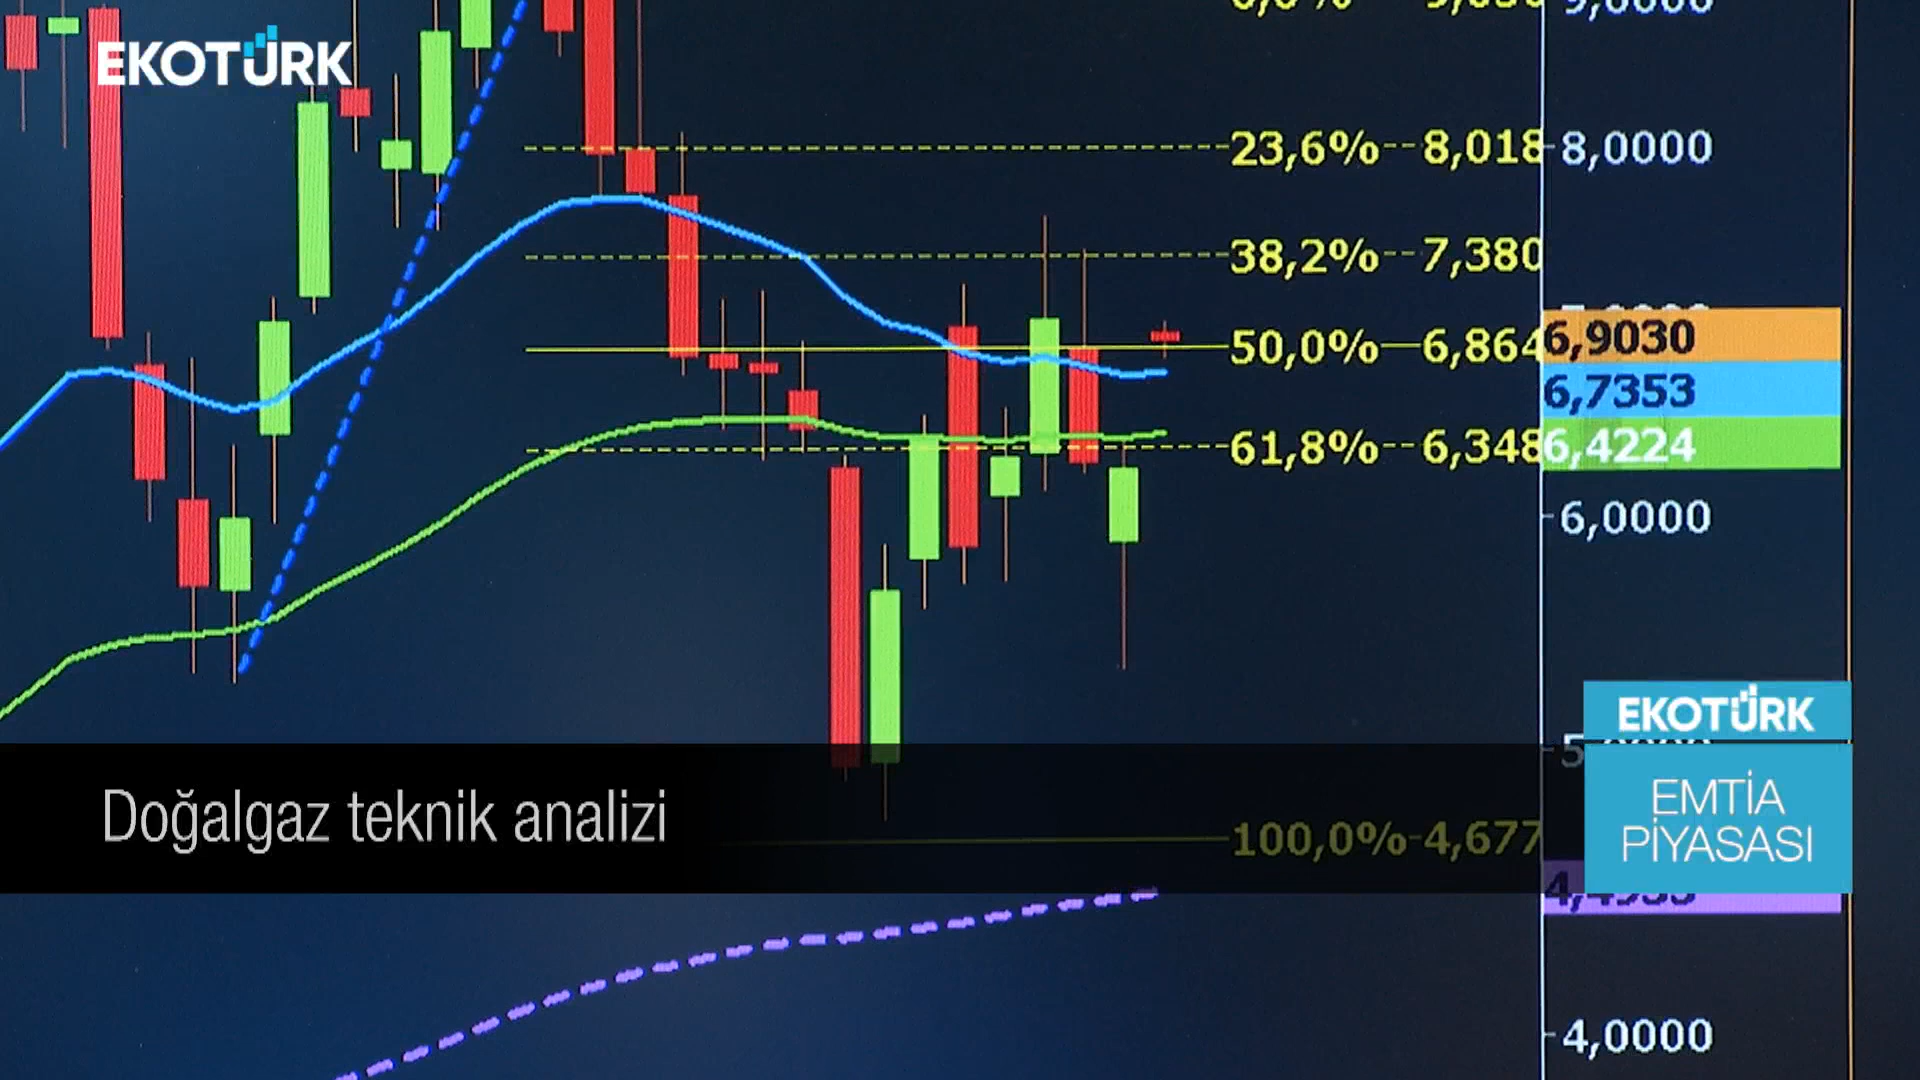 EKOTÜRK
9,0000
23,6% 8,018
8,0000
38,2% 7,380
50,0% 6,864
6,9030
6,7353
61,8% 6,348
6,4224
6,0000
EKOTÜRK
Doğalgaz teknik analizi
EMTİA
PİYASASI
100,0% 4,677
4,0000